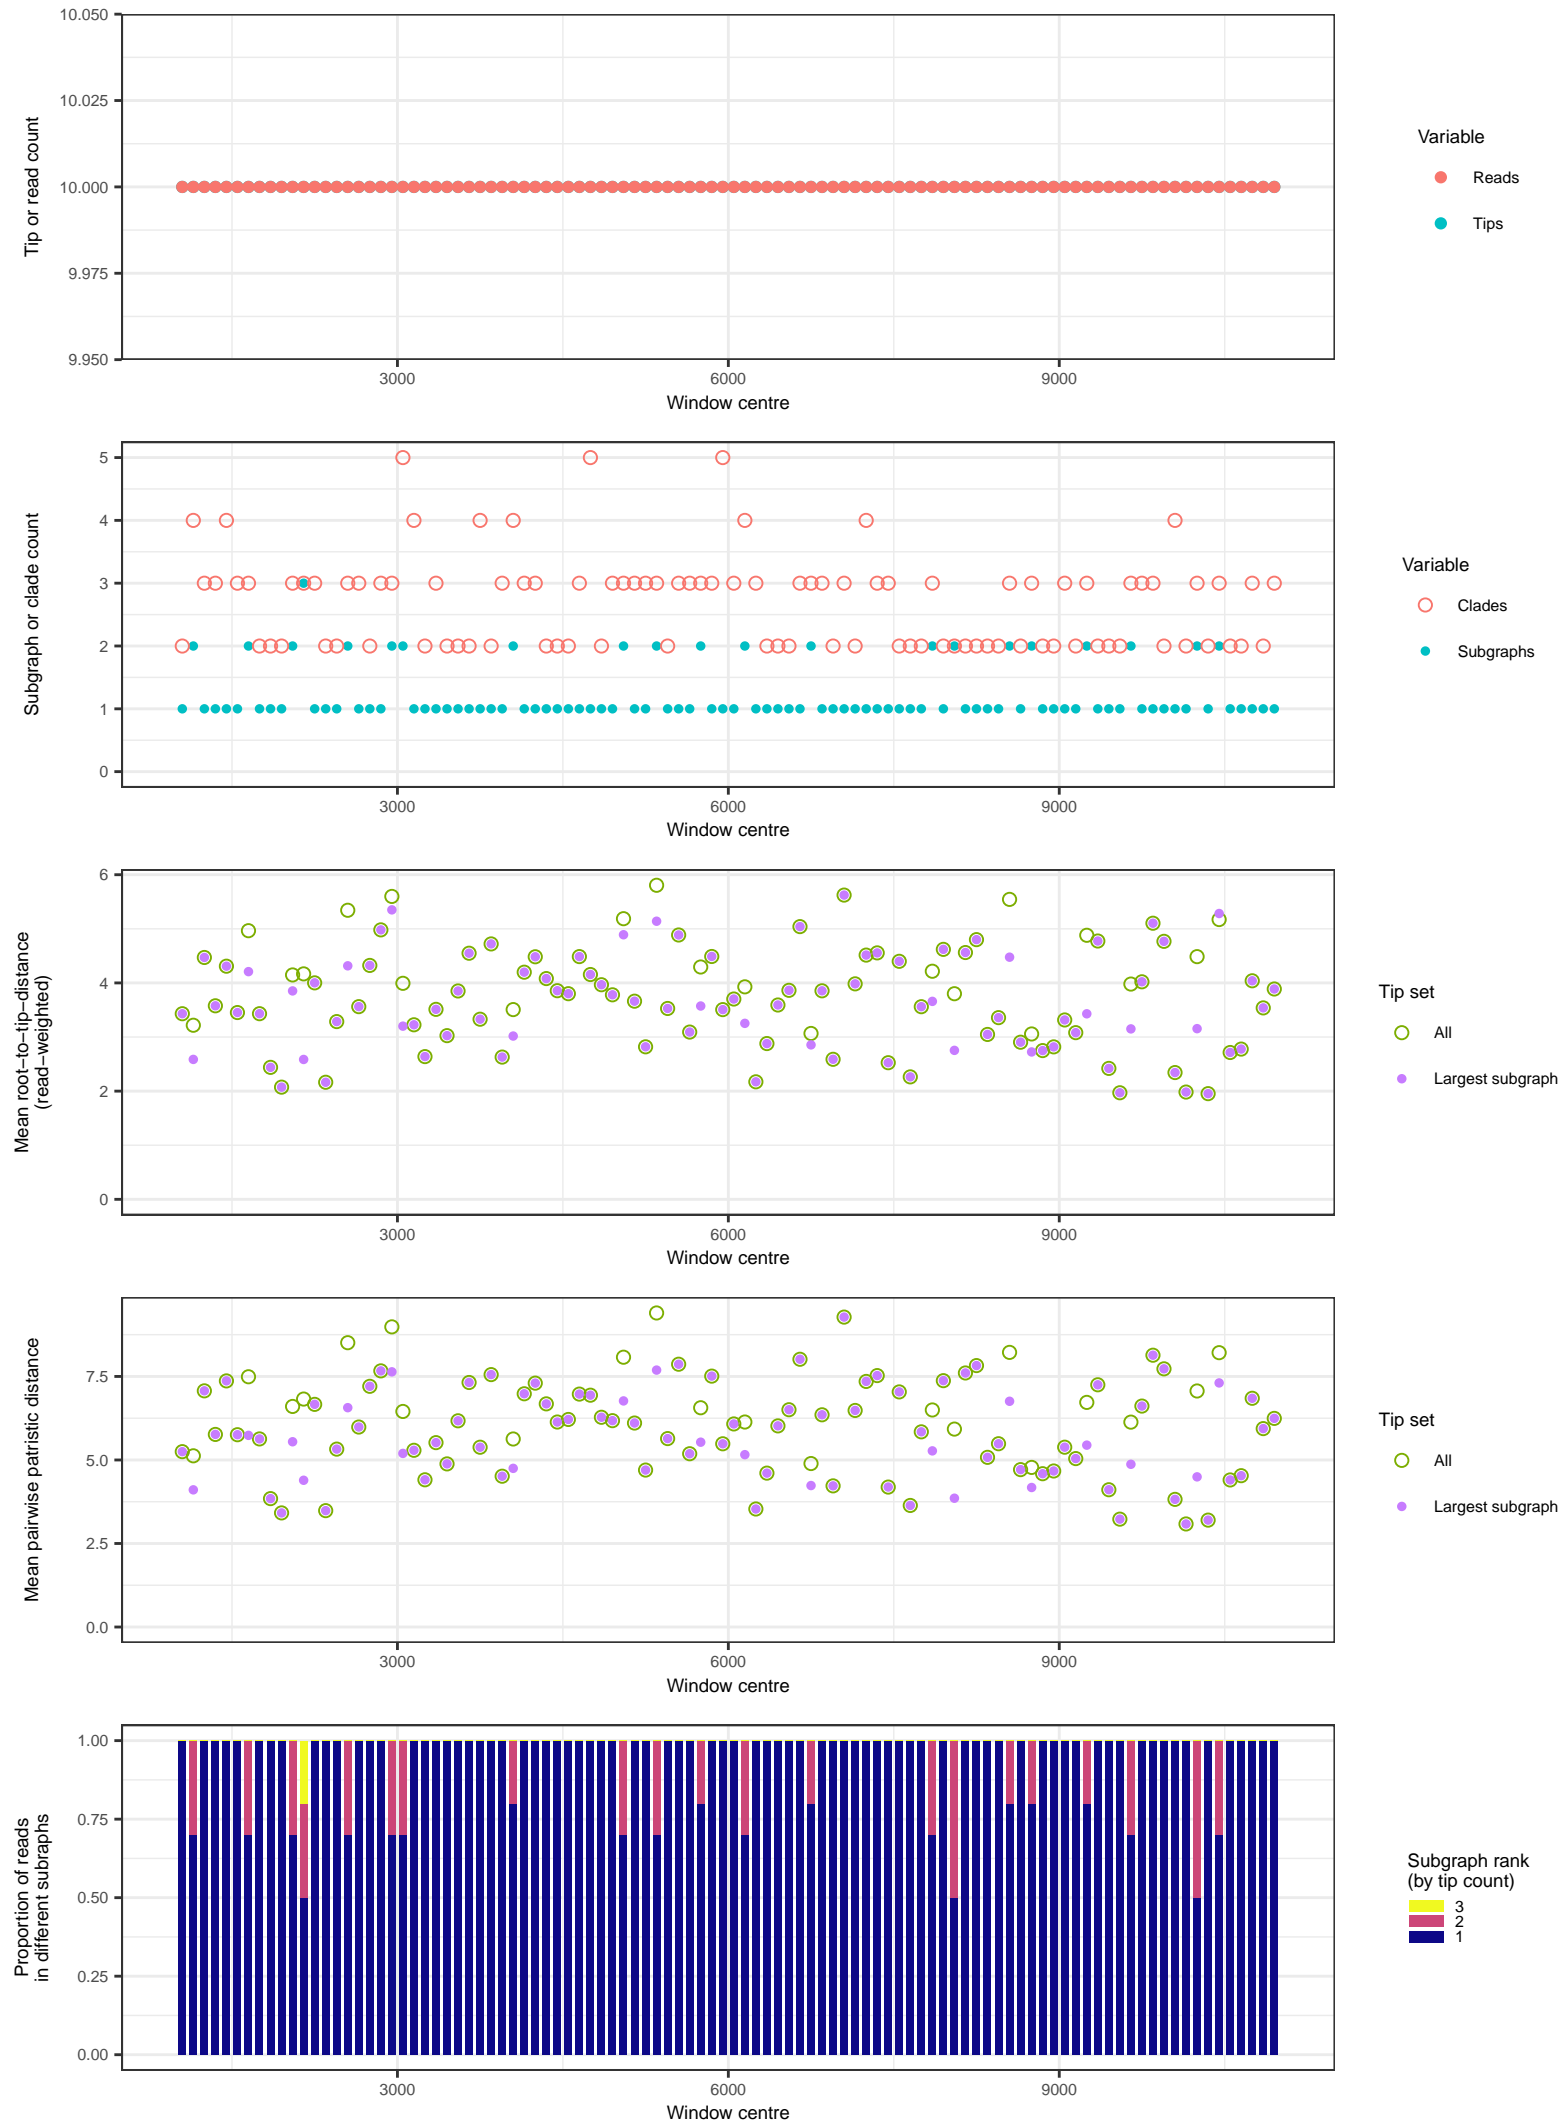 10.050
10.025
10.000
9.975
9.950
Tip or read count
3000 6000 9000
Window centre
Variable
Reads
Tips
5
4
3
2
1
0
Subgraph or clade count
3000 6000 9000
Window centre
Variable
Clades
Subgraphs
6
4
2
0
Mean root−to−tip−distance
(read−weighted)
3000 6000 9000
Window centre
Tip set
All
Largest subgraph
7.5
5.0
2.5
0.0
Mean pairwise patristic distance
3000 6000 9000
Window centre
Tip set
All
Largest subgraph
1.00
0.75
0.50
0.25
0.00
Proportion of reads
in different subraphs
3000 6000 9000
Window centre
Subgraph rank
(by tip count)
3
2
1